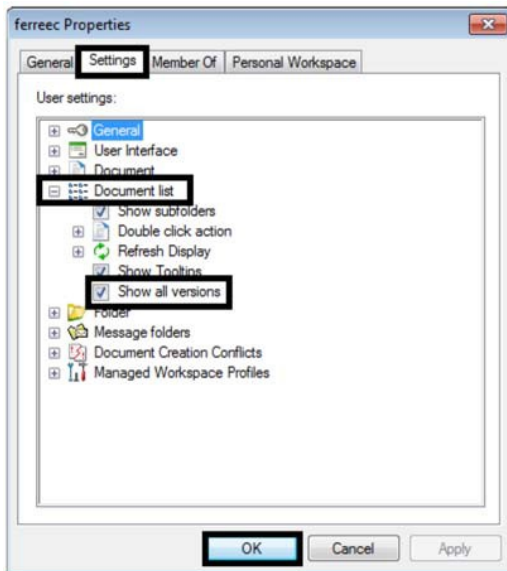 ferreec Properties
General Settings Member Of Personal Workspace
User settings:
General
User Interface
Document
Document list
Show subfolders
Double click action
Refresh Display
Show Tooltips
Show all versions
Folder
Message folders
Document Creation Conflicts
Managed Workspace Profiles
OK Cancel Apply